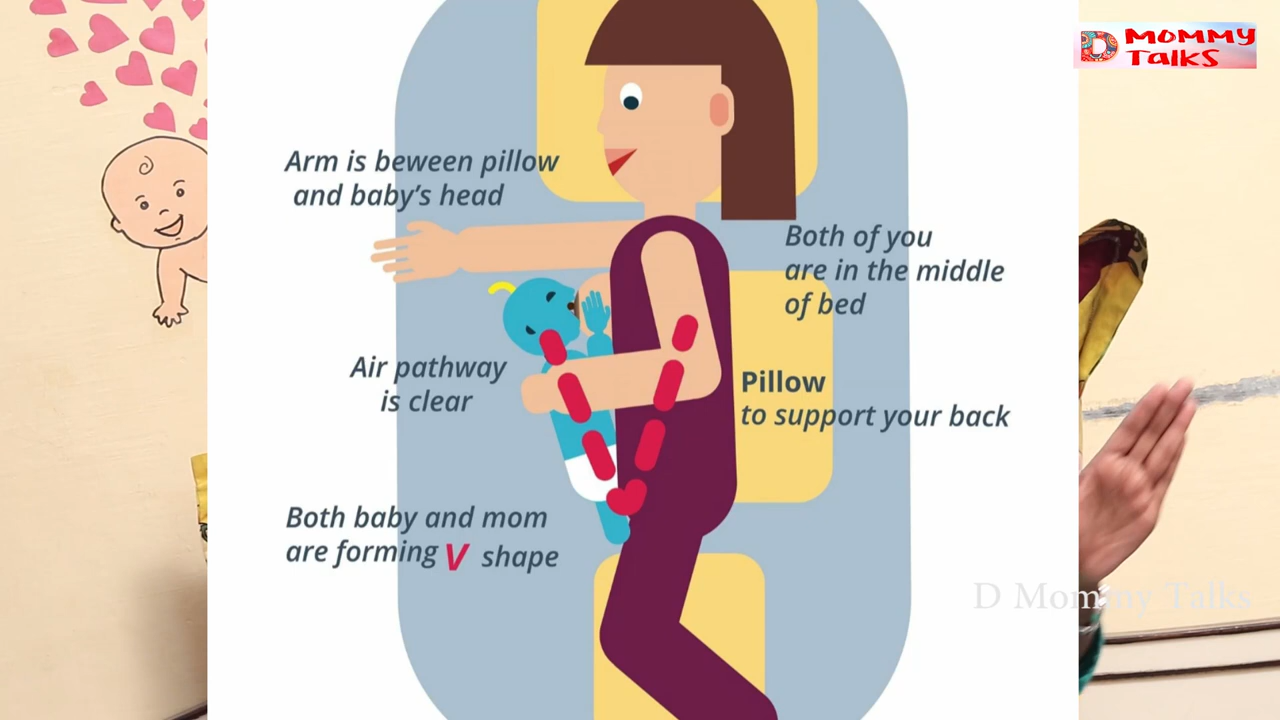 D MOMMY
TALKS
Arm is beween pillow
and baby's head
Both of you
are in the middle
of bed
Air pathway
is clear
Pillow
to support your back
Both baby and mom
are forming V shape
D Mommy Talks